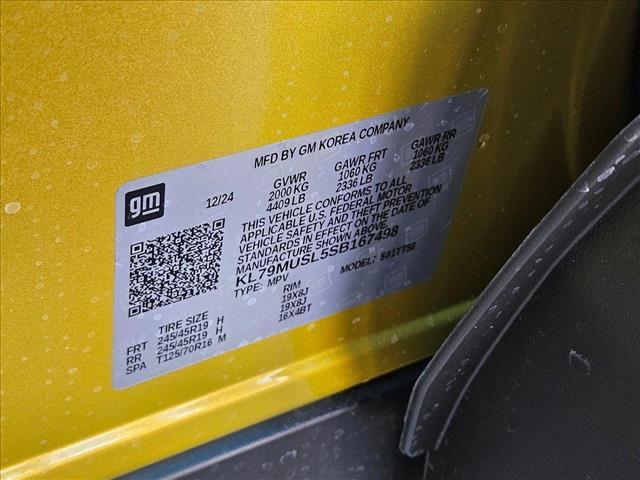 gm
MFD BY GM KOREA COMPANY
12/24
GVWR GAWR FRT GAWR RR
2000 KG 1060 KG 1060 KG
4409 LB 2336 LB 2336 LB
THIS VEHICLE CONFORMS TO ALL
APPLICABLE U.S. FEDERAL MOTOR
VEHICLE SAFETY AND THEFT PREVENTION
STANDARDS IN EFFECT ON THE DATE OF
MANUFACTURE SHOWN ABOVE.
KL79MUSL5SB167498
TYPE: MPV MODEL: 581TT56
TIRE SIZE RIM
FRT 245/45R19 H 19X8J
RR 245/45R19 H 19X8J
SPA T125/70R16 M 16X4BT